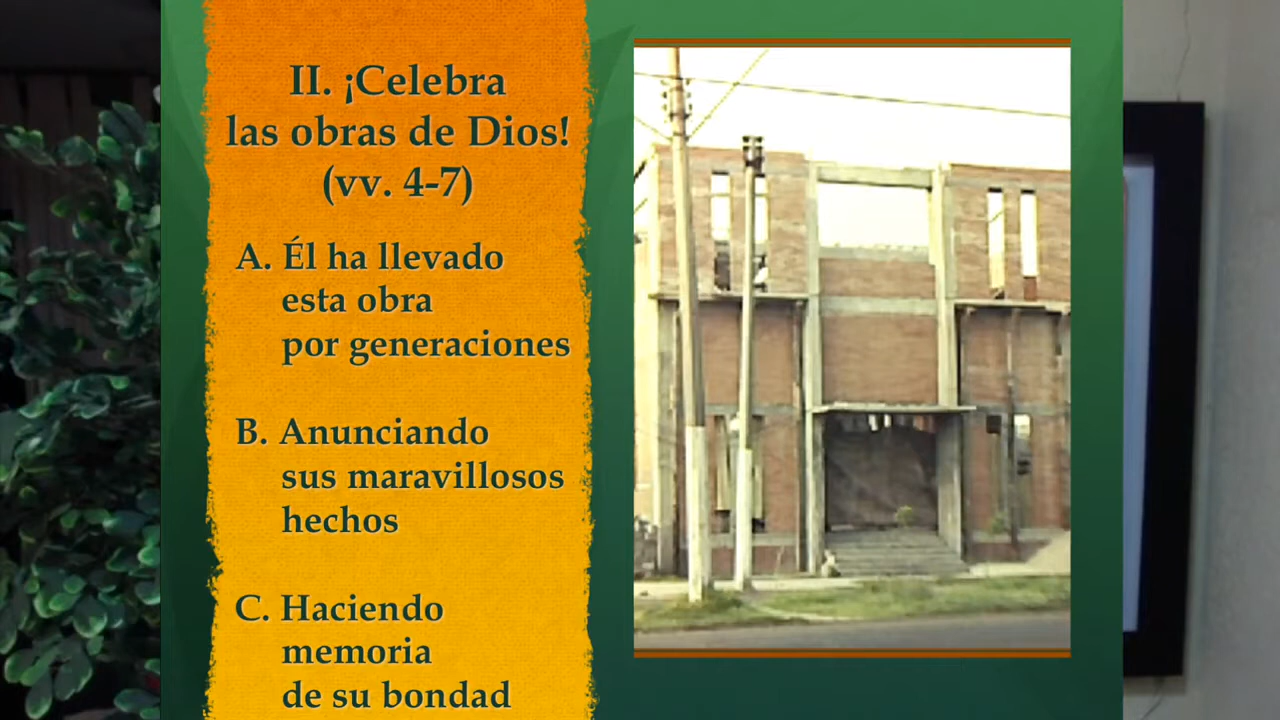 II. ¡Celebra
las obras de Dios!
(vv. 4-7)
A. Él ha llevado
esta obra
por generaciones
B. Anunciando
sus maravillosos
hechos
C. Haciendo
memoria
de su bondad